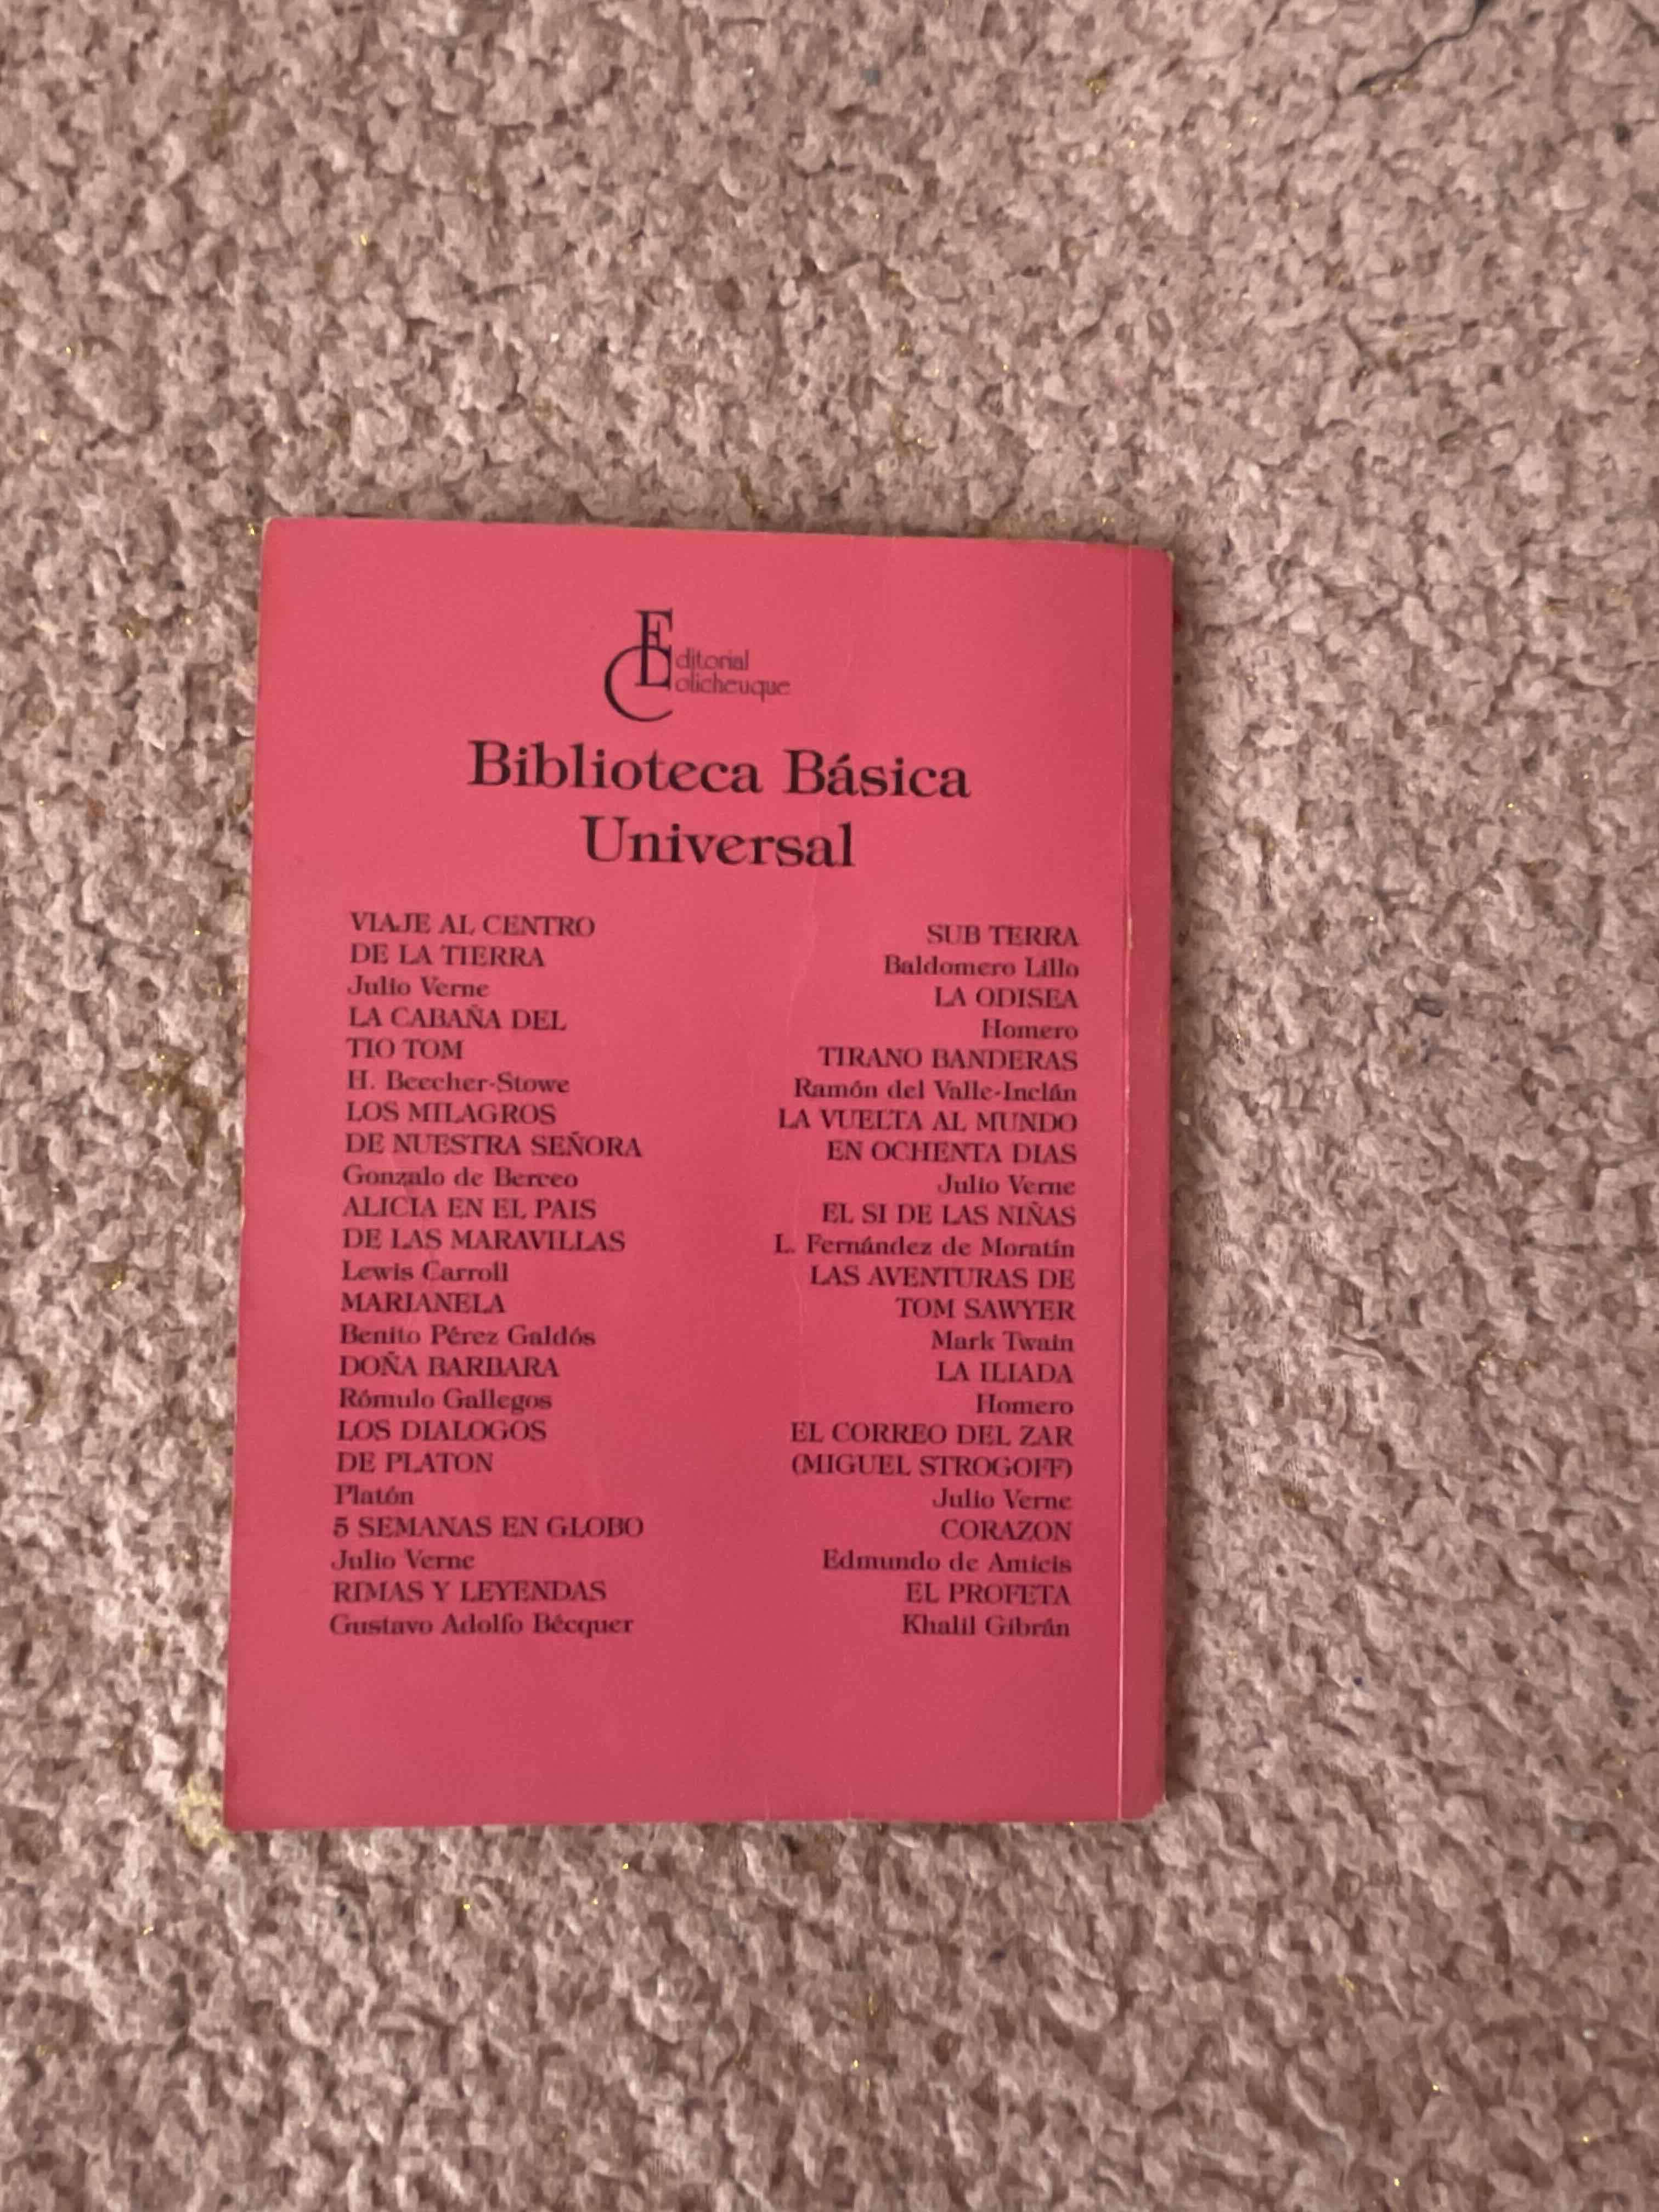 Editorial
Colicheuque
Biblioteca Básica
Universal
VIAJE AL CENTRO
DE LA TIERRA
Julio Verne
LA CABAÑA DEL
TIO TOM
H. Beecher-Stowe
LOS MILAGROS
DE NUESTRA SEÑORA
Gonzalo de Berceo
ALICIA EN EL PAIS
DE LAS MARAVILLAS
Lewis Carroll
MARIANELA
Benito Pérez Galdós
DOÑA BARBARA
Rómulo Gallegos
LOS DIALOGOS
DE PLATON
Platón
5 SEMANAS EN GLOBO
Julio Verne
RIMAS Y LEYENDAS
Gustavo Adolfo Bécquer
SUB TERRA
Baldomero Lillo
LA ODISEA
Homero
TIRANO BANDERAS
Ramón del Valle-Inclán
LA VUELTA AL MUNDO
EN OCHENTA DIAS
Julio Verne
EL SI DE LAS NIÑAS
L. Fernández de Moratín
LAS AVENTURAS DE
TOM SAWYER
Mark Twain
LA ILIADA
Homero
EL CORREO DEL ZAR
(MIGUEL STROGOFF)
Julio Verne
CORAZON
Edmundo de Amicis
EL PROFETA
Khalil Gibrán